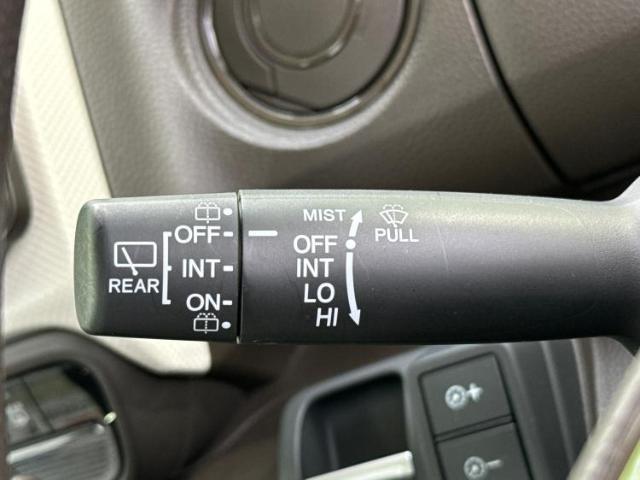 REAR
OFF
INT
ON
MIST
OFF
INT
LO
HI
PULL